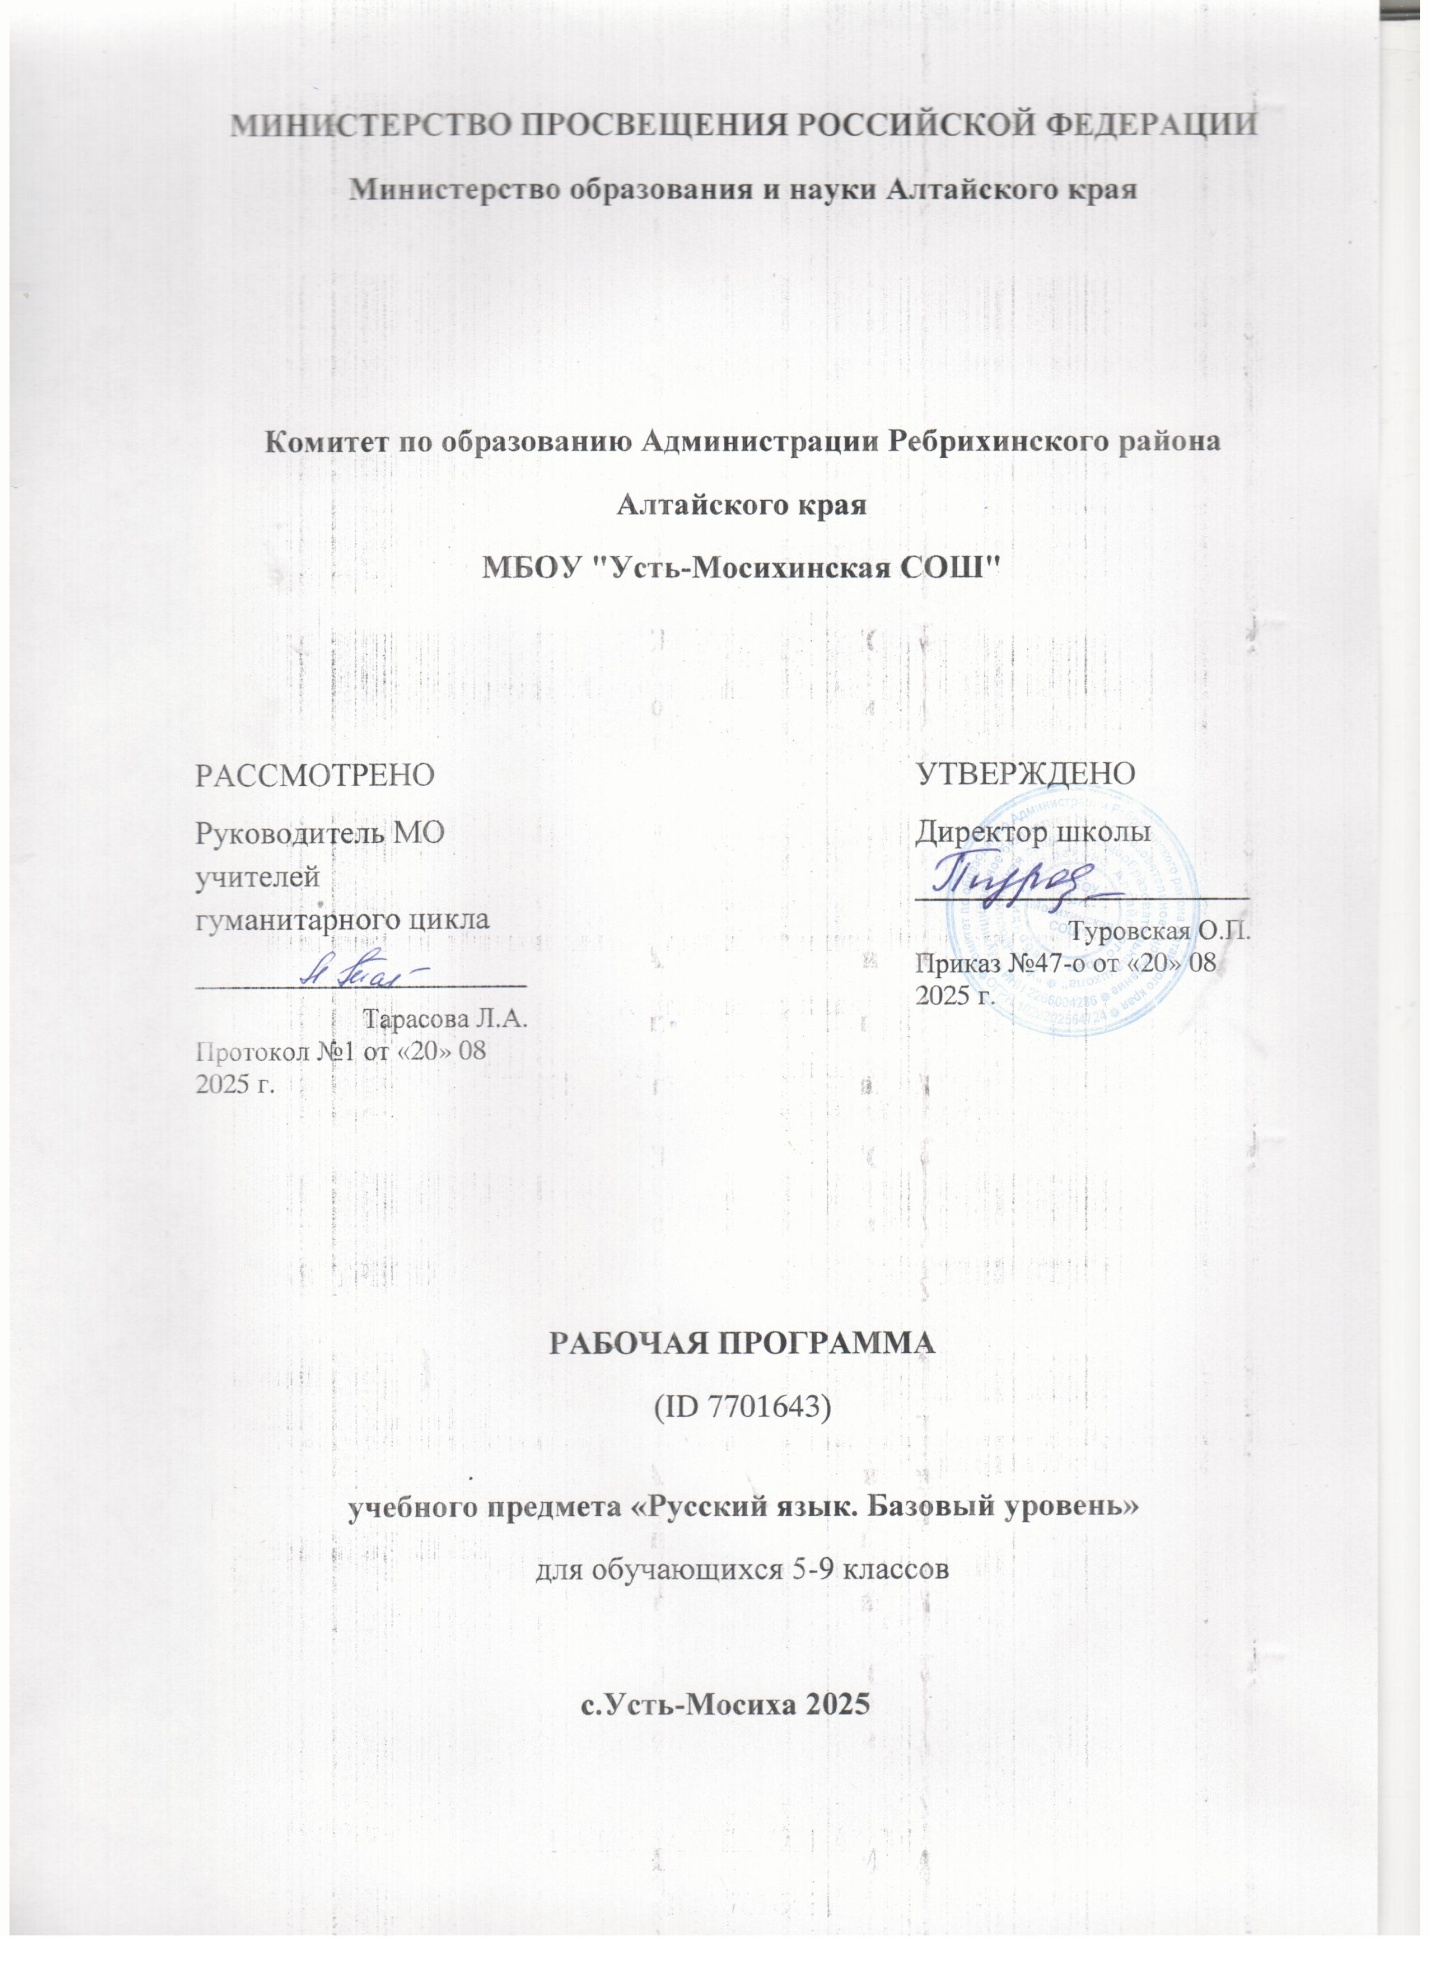 МИНИСТЕРСТВО ПРОСВЕЩЕНИЯ РОССИЙСКОЙ ФЕДЕРАЦИИ
Министерство образования и науки Алтайского края
Комитет по образованию Администрации Ребрихинского района
Алтайского края
МБОУ "Усть-Мосихинская СОШ"
РАССМОТРЕНО
Руководитель МО
учителей
гуманитарного цикла
Тарасова Л.А.
Протокол №1 от «20» 08
2025 г.
УТВЕРЖДЕНО
Директор школы
Туровская О.П.
Приказ №47-о от «20» 08
2025 г.
РАБОЧАЯ ПРОГРАММА
(ID 7701643)
учебного предмета «Русский язык. Базовый уровень»
для обучающихся 5-9 классов
с.Усть-Мосиха 2025